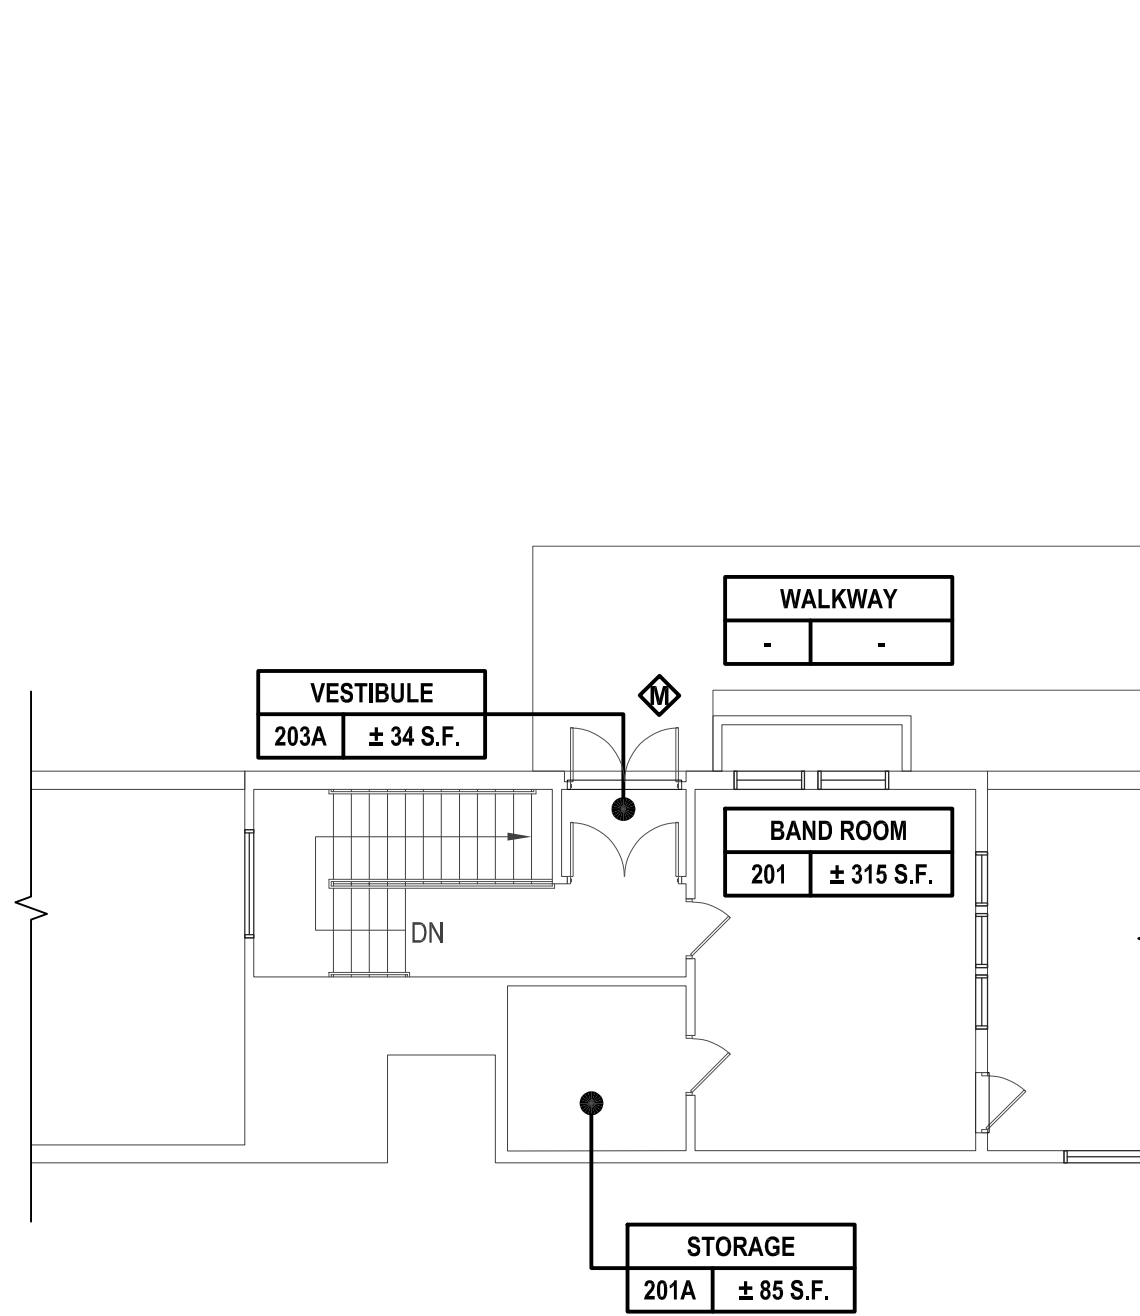 WALKWAY
- -
VESTIBULE
203A ± 34 S.F.
M
BAND ROOM
201 ± 315 S.F.
DN
STORAGE
201A ± 85 S.F.